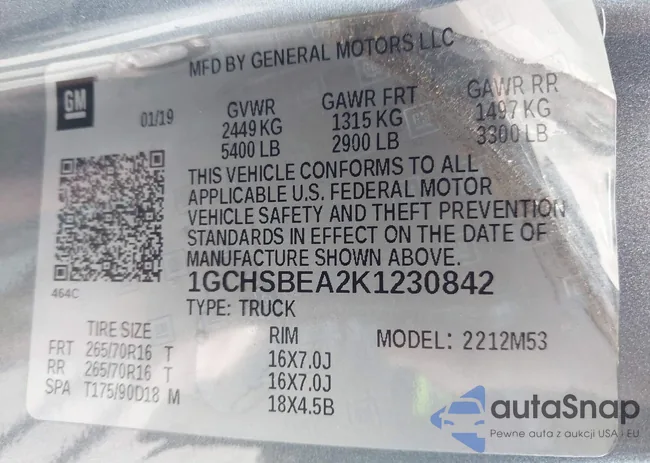 MFD BY GENERAL MOTORS LLC
GM
01/19
GVWR GAWR FRT GAWR RR
2449 KG 1315 KG 1497 KG
5400 LB 2900 LB 3300 LB
THIS VEHICLE CONFORMS TO ALL
APPLICABLE U.S. FEDERAL MOTOR
VEHICLE SAFETY AND THEFT PREVENTION
STANDARDS IN EFFECT ON THE DATE OF
MANUFACTURE SHOWN ABOVE.
464C
1GCHSBEA2K1230842
TYPE: TRUCK
TIRE SIZE RIM MODEL: 2212M53
FRT 265/70R16 T 16X7.0J
RR 265/70R16 T 16X7.0J
SPA T175/90D18 M 18X4.5B
autaSnap
Pewne auta z aukcji USA i EU